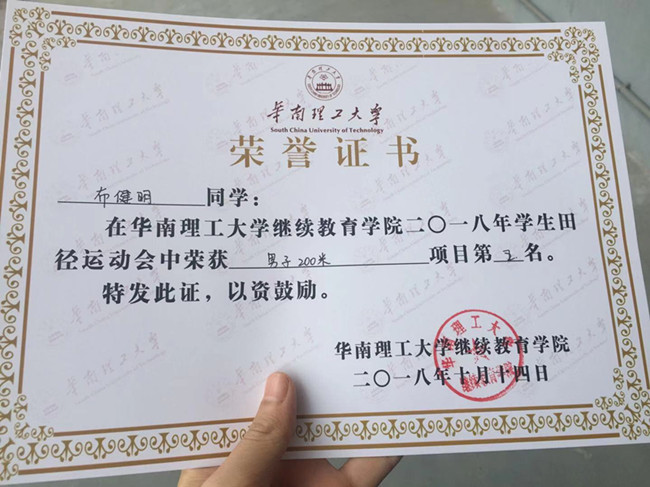 華南理工大學
South China University of Technology
荣誉证书
布健明 同学：
在华南理工大学继续教育学院二〇一八年学生田
径运动会中荣获 男子200米 项目第 五 名。
特发此证，以资鼓励。
华南理工大学继续教育学院
二〇一八年十月十四日